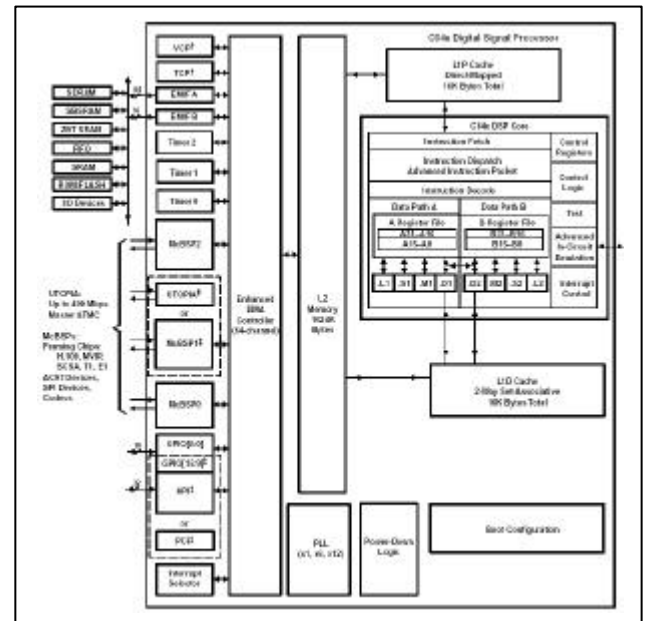 C64x Digital Signal Processor
VCP
TCP
EMIF A
EMIF B
Timer 2
Timer 1
Timer 0
SDRAM
SBSRAM
ZBT SRAM
FIFO
SRAM
ROM/FLASH
I/O Devices
McBSP2
UTOPIA
or
McBSP1
McBSP0
UTOPIA:
Up to 400 Mbps
Master ATMC
McBSPs:
Framing Chips:
H.100, MVIP,
SCSA, T1, E1
AC97 Devices,
SPI Devices,
Codecs
GPIO[8:0]
GPIO[15:9]
HPI
or
PCI
Interrupt
Selector
Enhanced
DMA
Controller
(64-channel)
L2
Memory
1024K
Bytes
PLL
(x1, x6, x12)
Power-Down
Logic
L1P Cache
Direct-Mapped
16K Bytes Total
C64x DSP Core
Instruction Fetch
Instruction Dispatch
Advanced Instruction Packet
Instruction Decode
Data Path A
Data Path B
A Register File
A31-A16
A15-A0
B Register File
B31-B16
B15-B0
.L1
.S1
.M1
.D1
.D2
.M2
.S2
.L2
Control
Registers
Control
Logic
Test
Advanced
In-Circuit
Emulation
Interrupt
Control
L1D Cache
2-Way Set-Associative
16K Bytes Total
Boot Configuration